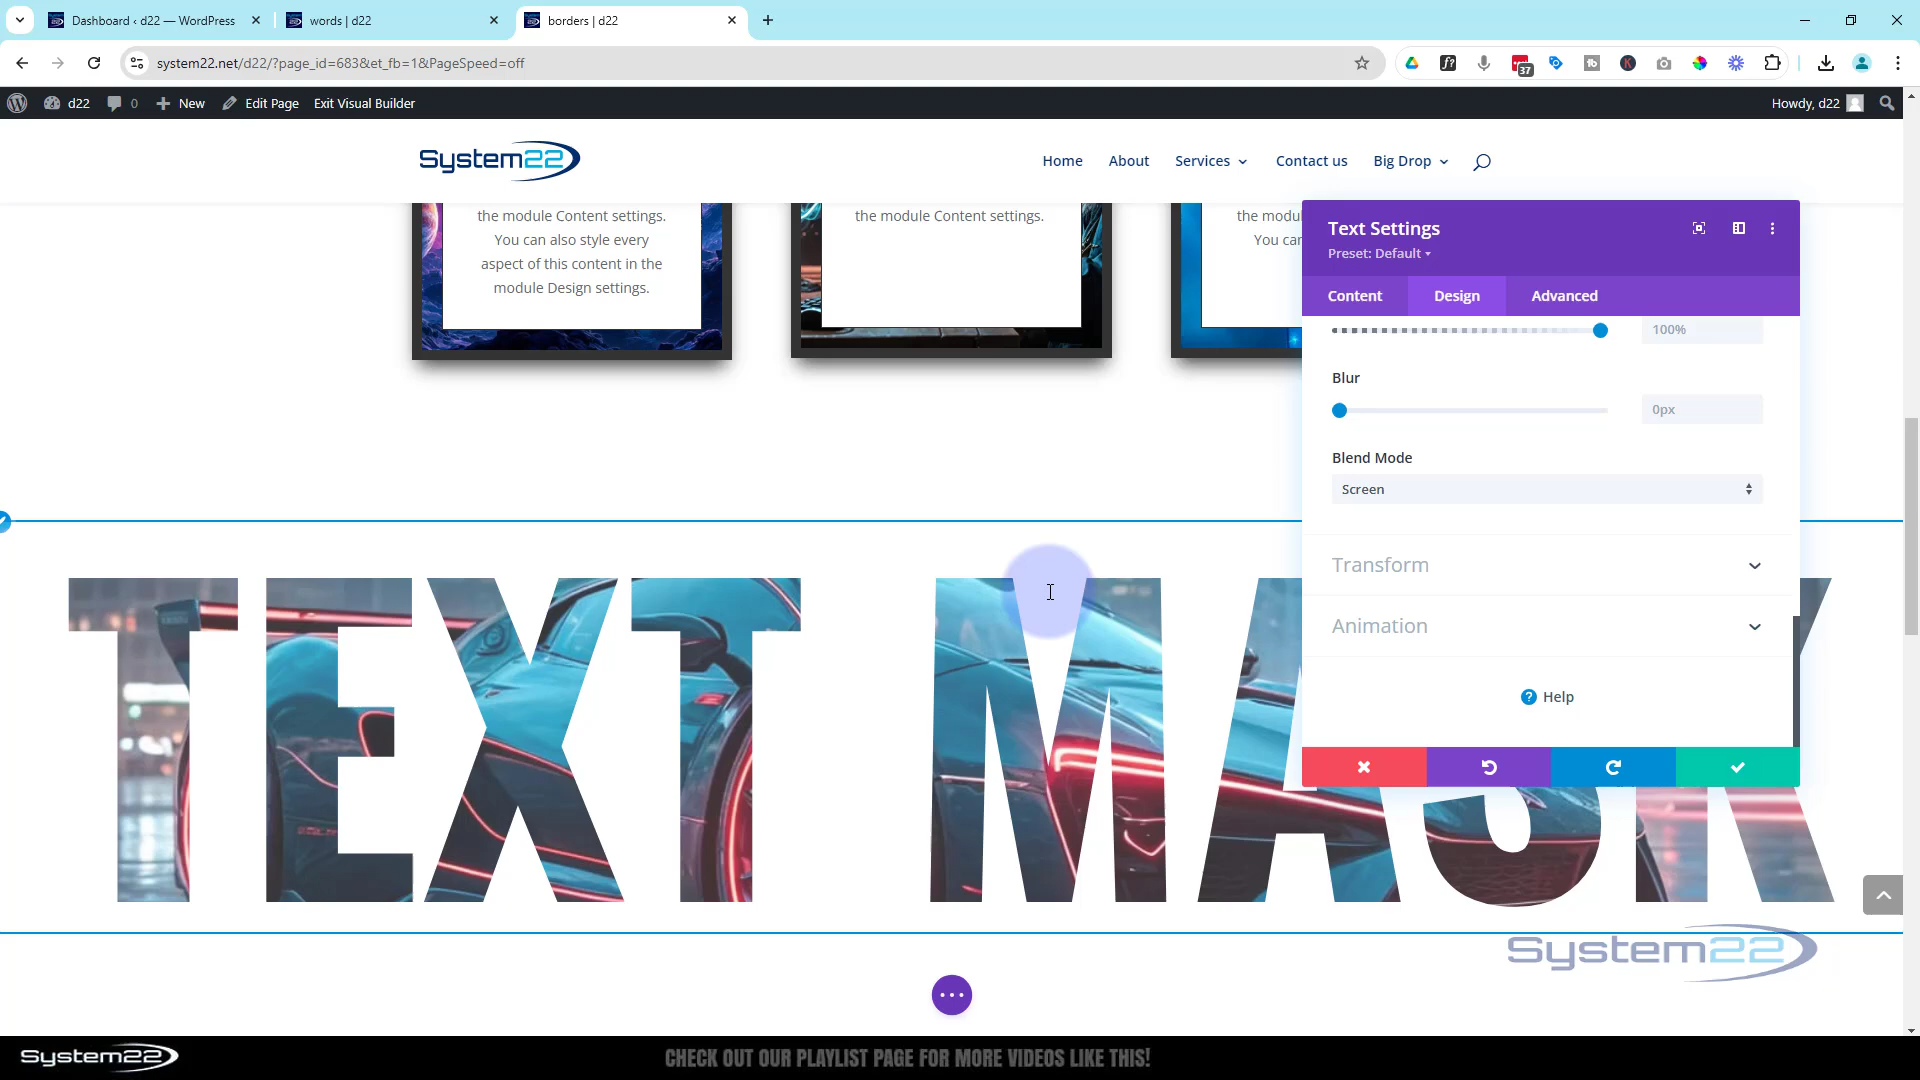 Dashboard ‹ d22 — WordPress
words | d22
borders | d22
system22.net/d22/?page_id=683&et_fb=1&PageSpeed=off
37
d22
0
New
Edit Page
Exit Visual Builder
Howdy, d22
System22
Home
About
Services
Contact us
Big Drop
the module Content settings.
You can also style every
aspect of this content in the
module Design settings.
the module Content settings.
the modu
You can
Text Settings
Preset: Default
Content
Design
Advanced
100%
Blur
0px
Blend Mode
Screen
Transform
Animation
Help
TEXT MASK
System22
System22
CHECK OUT OUR PLAYLIST PAGE FOR MORE VIDEOS LIKE THIS!